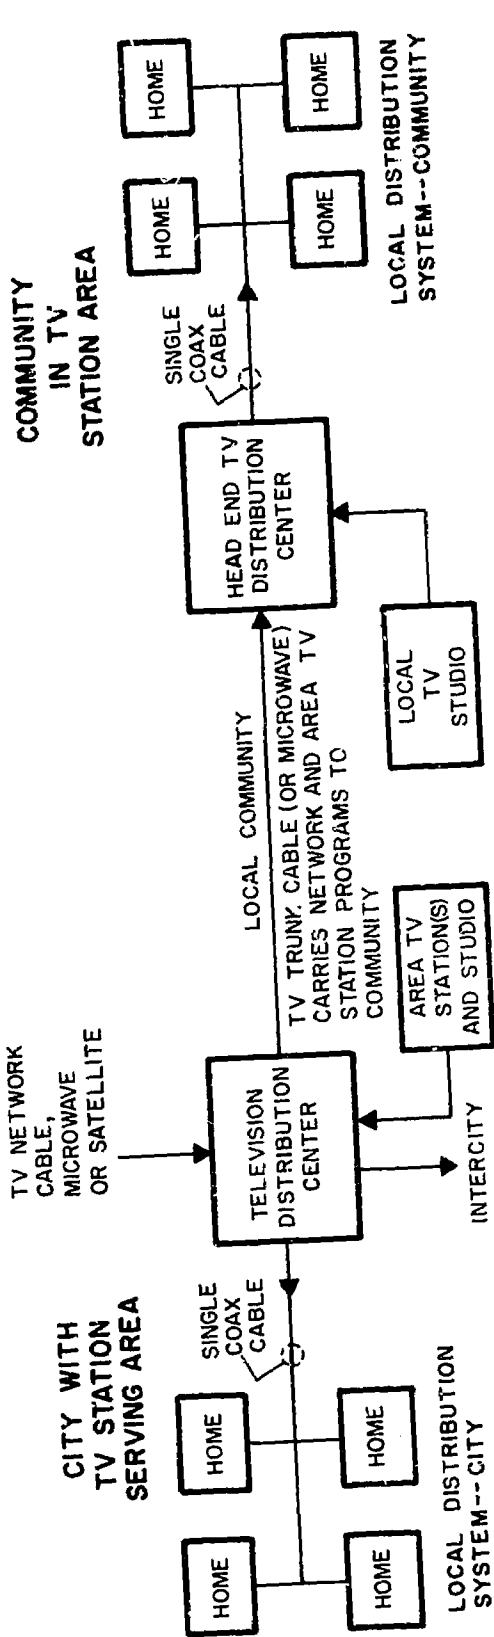 CITY WITH
TV STATION
SERVING AREA
TV NETWORK
CABLE,
MICROWAVE
OR SATELLITE
COMMUNITY
IN TV
STATION AREA
HOME
HOME
SINGLE
COAX
CABLE
TELEVISION
DISTRIBUTION
CENTER
LOCAL COMMUNITY
TV TRUNK CABLE (OR MICROWAVE)
CARRIES NETWORK AND AREA TV
STATION PROGRAMS TO
COMMUNITY
HEAD END TV
DISTRIBUTION
CENTER
SINGLE
COAX
CABLE
HOME
HOME
HOME
HOME
LOCAL DISTRIBUTION
SYSTEM--CITY
INTERCITY
AREA TV
STATION(S)
AND STUDIO
LOCAL
TV
STUDIO
HOME
HOME
LOCAL DISTRIBUTION
SYSTEM--COMMUNITY